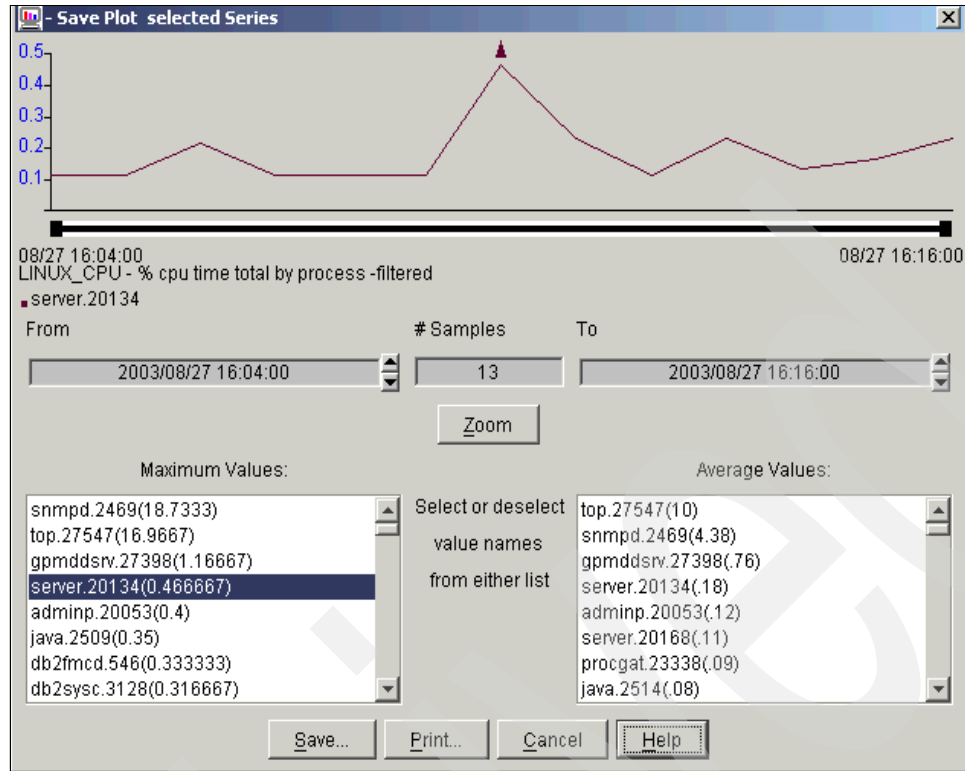 - Save Plot selected Series
0.5
0.4
0.3
0.2
0.1
08/27 16:04:00 08/27 16:16:00
LINUX_CPU - % cpu time total by process -filtered
server.20134
From # Samples To
2003/08/27 16:04:00 13 2003/08/27 16:16:00
Zoom
Maximum Values:
snmpd.2469(18.7333)
top.27547(16.9667)
gpmddsrv.27398(1.16667)
server.20134(0.466667)
adminp.20053(0.4)
java.2509(0.35)
db2fmcd.546(0.333333)
db2sysc.3128(0.316667)
Select or deselect
value names
from either list
Average Values:
top.27547(10)
snmpd.2469(4.38)
gpmddsrv.27398(.76)
server.20134(.18)
adminp.20053(.12)
server.20168(.11)
procgat.23338(.09)
java.2514(.08)
Save... Print... Cancel Help